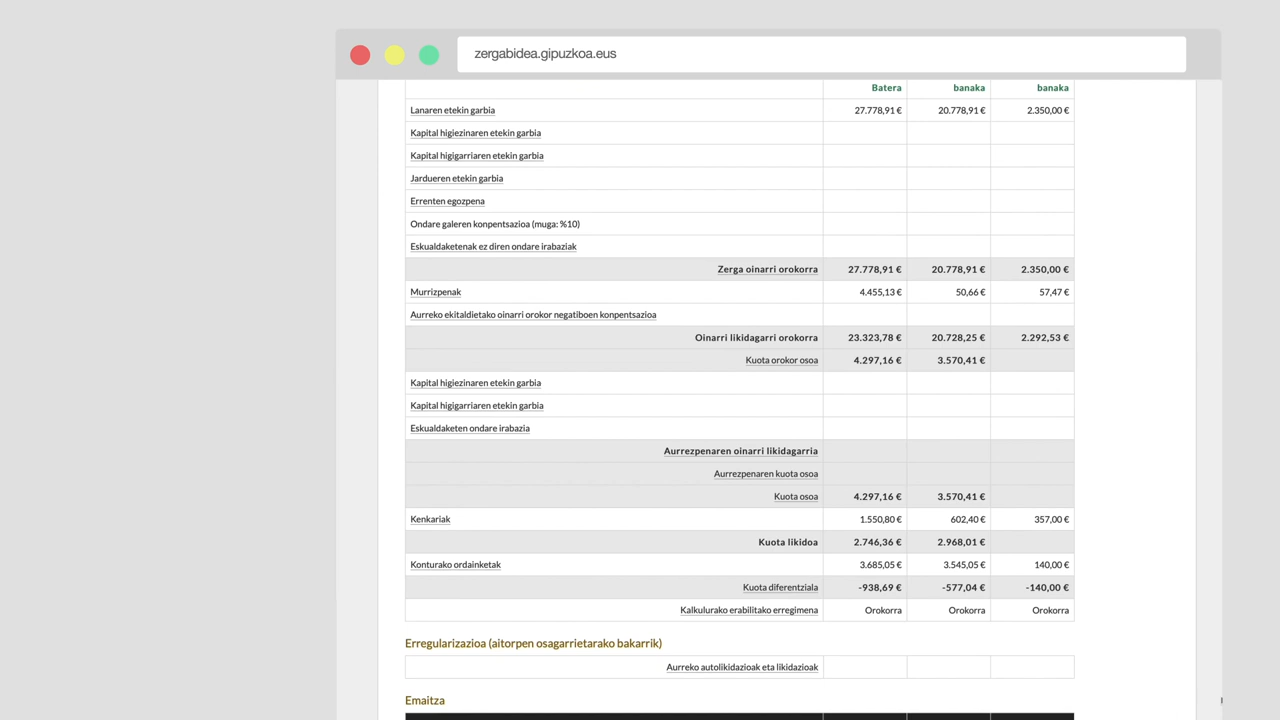 zergabidea.gipuzkoa.eus
Batera banaka banaka
Lanaren etekin garbia 27.778,91 € 20.778,91 € 2.350,00 €
Kapital higiezinaren etekin garbia
Kapital higigarriaren etekin garbia
Jardueren etekin garbia
Errenten egozpena
Ondare galeren konpentsazioa (muga: %10)
Eskualdaketenak ez diren ondare irabaziak
Zerga oinarri orokorra 27.778,91 € 20.778,91 € 2.350,00 €
Murrizpenak 4.455,13 € 50,66 € 57,47 €
Aurreko ekitaldietako oinarri orokor negatiboen konpentsazioa
Oinarri likidagarri orokorra 23.323,78 € 20.728,25 € 2.292,53 €
Kuota orokor osoa 4.297,16 € 3.570,41 €
Kapital higiezinaren etekin garbia
Kapital higigarriaren etekin garbia
Eskualdaketen ondare irabazia
Aurrezpenaren oinarri likidagarria
Aurrezpenaren kuota osoa
Kuota osoa 4.297,16 € 3.570,41 €
Kenkariak 1.550,80 € 602,40 € 357,00 €
Kuota likidoa 2.746,36 € 2.968,01 €
Konturako ordainketak 3.685,05 € 3.545,05 € 140,00 €
Kuota diferentziala -938,69 € -577,04 € -140,00 €
Kalkulurako erabilitako erregimena Orokorra Orokorra Orokorra
Erregularizazioa (aitorpen osagarrietarako bakarrik)
Aurreko autolikidazioak eta likidazioak
Emaitza